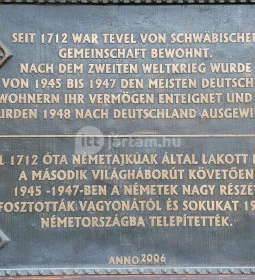 SEIT 1712 WAR TEVEL VON SCHWÄBISCHER
GEMEINSCHAFT BEWOHNT.
NACH DEM ZWEITEN WELTKRIEG WURDE
VON 1945 BIS 1947 DEN MEISTEN DEUTSCH
WOHNERN IHR VERMÖGEN ENTEIGNET UND
URDEN 1948 NACH DEUTSCHLAND AUSGEWI
ittjártam.hu
L 1712 ÓTA NÉMETAJKÚAK ÁLTAL LAKOTT
A MÁSODIK VILÁGHÁBORÚT KÖVETŐEN
1945 -1947-BEN A NÉMETEK NAGY RÉSZÉ
FOSZTOTTÁK VAGYONÁTÓL ÉS SOKUKAT 19
NÉMETORSZÁGBA TELEPÍTETTÉK.
ANNO 2006